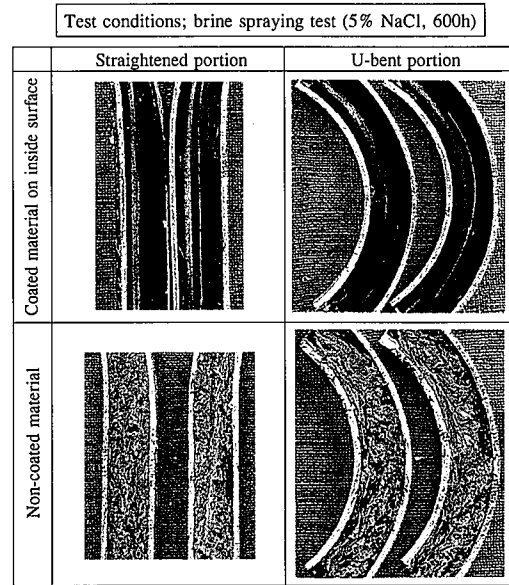 Test conditions; brine spraying test (5% NaCl, 600h)
Straightened portion
U-bent portion
Coated material on inside surface
Non-coated material